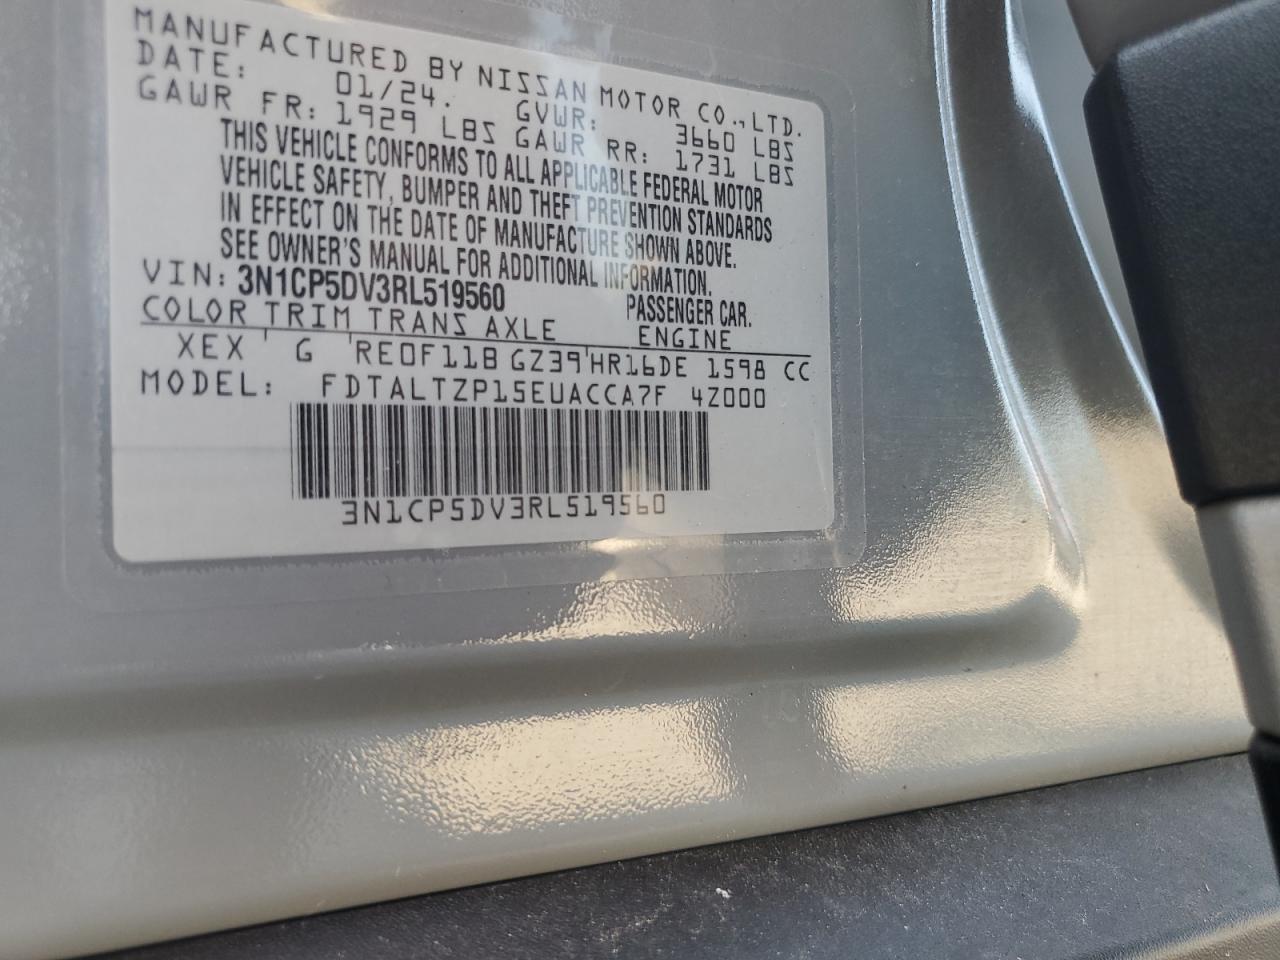 MANUFACTURED BY NISSAN MOTOR CO.,LTD.
DATE: 01/24. GVWR: 3660 LBS
GAWR FR: 1929 LBS GAWR RR: 1731 LBS
THIS VEHICLE CONFORMS TO ALL APPLICABLE FEDERAL MOTOR
VEHICLE SAFETY, BUMPER AND THEFT PREVENTION STANDARDS
IN EFFECT ON THE DATE OF MANUFACTURE SHOWN ABOVE.
SEE OWNER'S MANUAL FOR ADDITIONAL INFORMATION.
VIN: 3N1CP5DV3RL519560 PASSENGER CAR.
COLOR TRIM TRANS AXLE ENGINE
XEX G RE0F11B GZ39 HR16DE 1598 CC
MODEL: FDTALTZP15EUACCA7F 4Z000
3N1CP5DV3RL519560